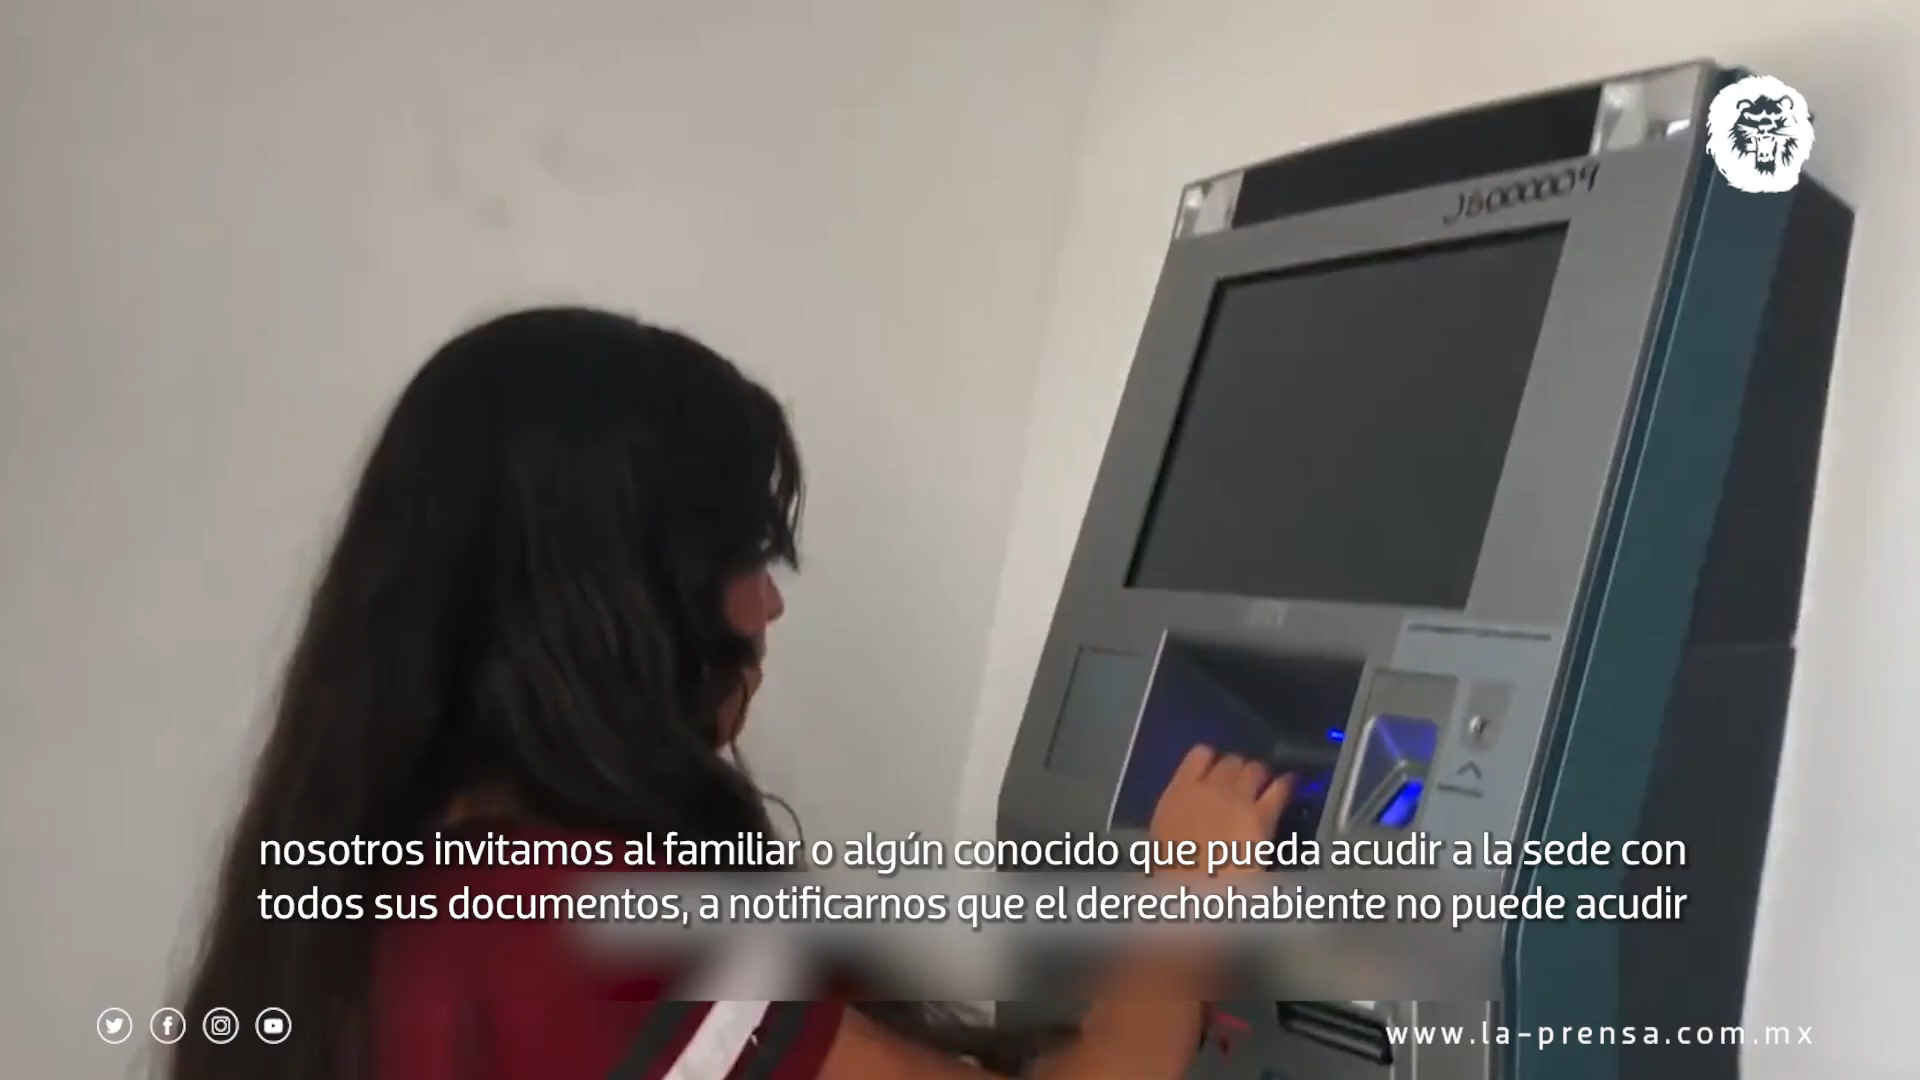 nosotros invitamos al familiar o algún conocido que pueda acudir a la sede con
todos sus documentos, a notificarnos que el derechohabiente no puede acudir
www.la-prensa.com.mx